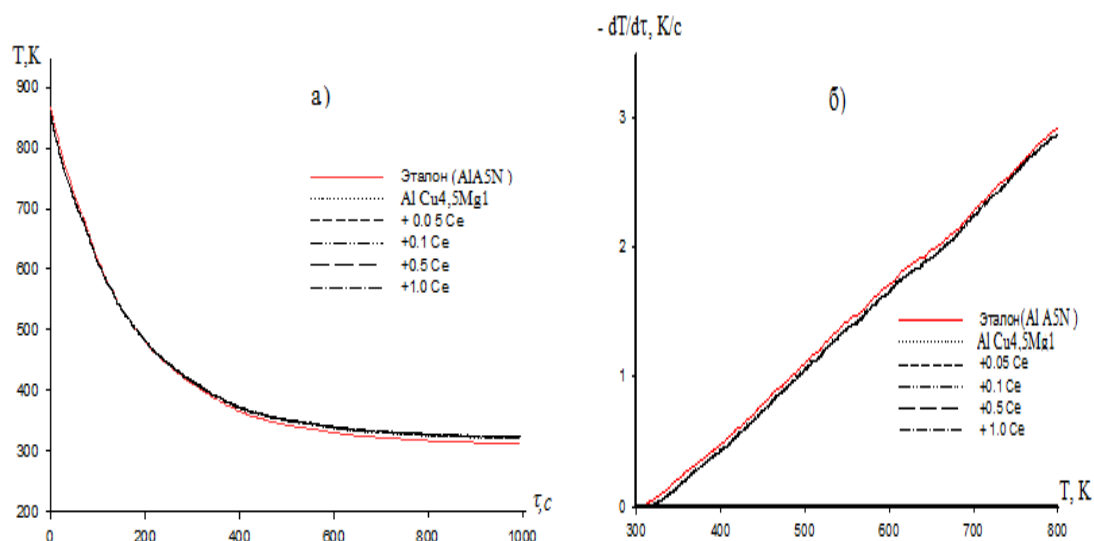 T,K
900
800
700
600
500
400
300
200
0
200
400
600
800
1000
τ,c
а)
Эталон (AlA5N )
Al Cu4,5Mg1
+ 0.0 5 Ce
+0.1 Ce
+0.5 Ce
+1.0 Ce
- dT/dτ, K/c
3
2
1
0
300
400
500
600
700
800
T, K
б)
Эталон(Al A5N )
Al Cu4,5Mg1
+0.05 Ce
+0.1 Ce
+0.5 Ce
+ 1.0 Ce